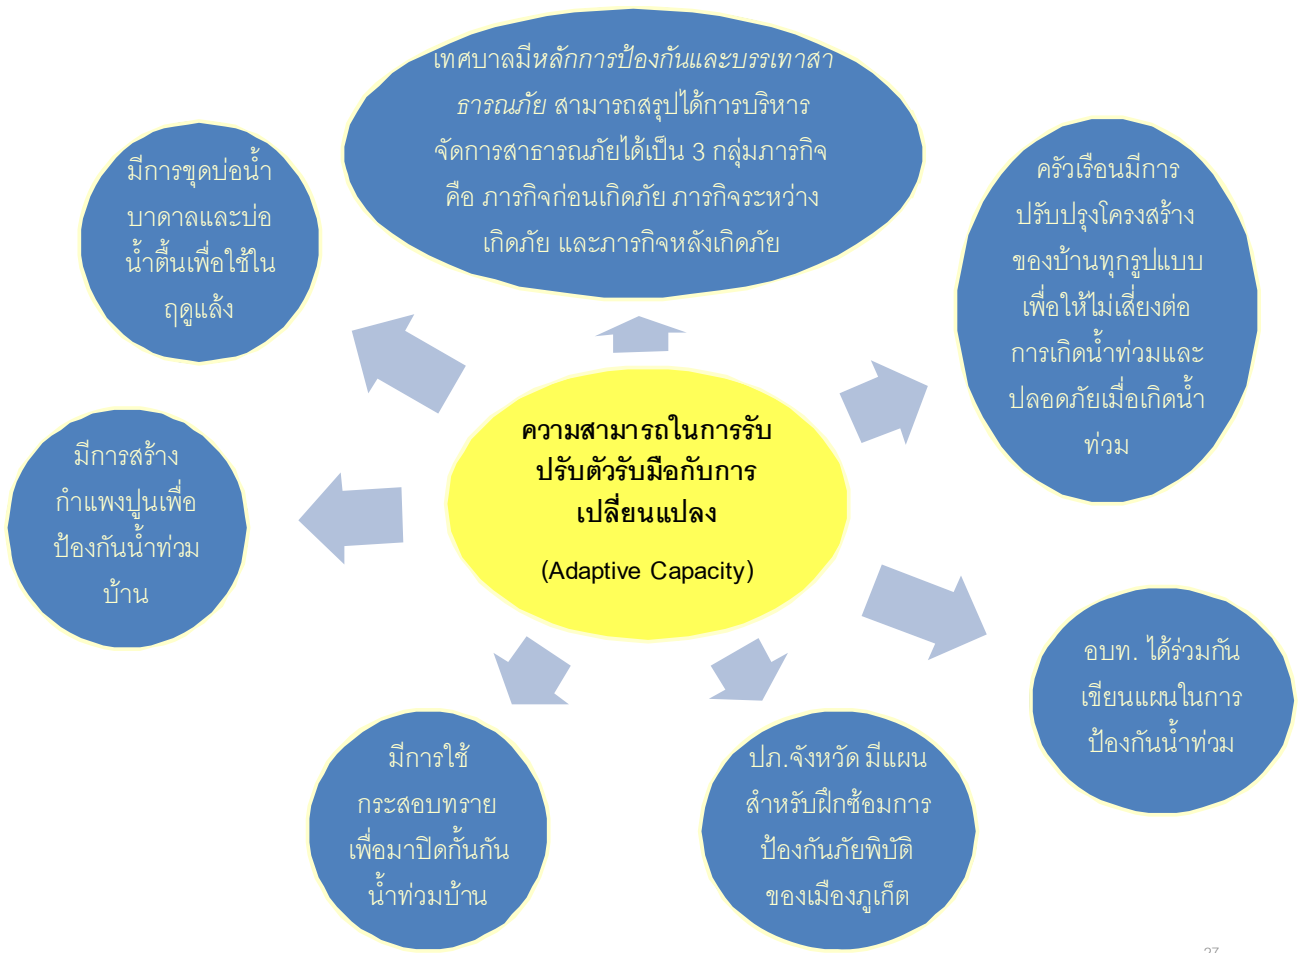 เทศบาลมีหลักการป้องกันและบรรเทาสา
ธารณภัย สามารถสรุปได้การบริหาร
จัดการสาธารณภัยได้เป็น 3 กลุ่มภารกิจ
คือ ภารกิจก่อนเกิดภัย ภารกิจระหว่าง
เกิดภัย และภารกิจหลังเกิดภัย
มีการขุดบ่อน้ำ
บาดาลและบ่อ
น้ำตื้นเพื่อใช้ใน
ฤดูแล้ง
ครัวเรือนมีการ
ปรับปรุงโครงสร้าง
ของบ้านทุกรูปแบบ
เพื่อให้ไม่เสี่ยงต่อ
การเกิดน้ำท่วมและ
ปลอดภัยเมื่อเกิดน้ำ
ท่วม
ความสามารถในการรับ
ปรับตัวรับมือกับการ
เปลี่ยนแปลง
(Adaptive Capacity)
มีการสร้าง
กำแพงปูนเพื่อ
ป้องกันน้ำท่วม
บ้าน
อบท. ได้ร่วมกัน
เขียนแผนในการ
ป้องกันน้ำท่วม
มีการใช้
กระสอบทราย
เพื่อมาปิดกั้นกัน
น้ำท่วมบ้าน
ปภ.จังหวัด มีแผน
สำหรับฝึกซ้อมการ
ป้องกันภัยพิบัติ
ของเมืองภูเก็ต
27